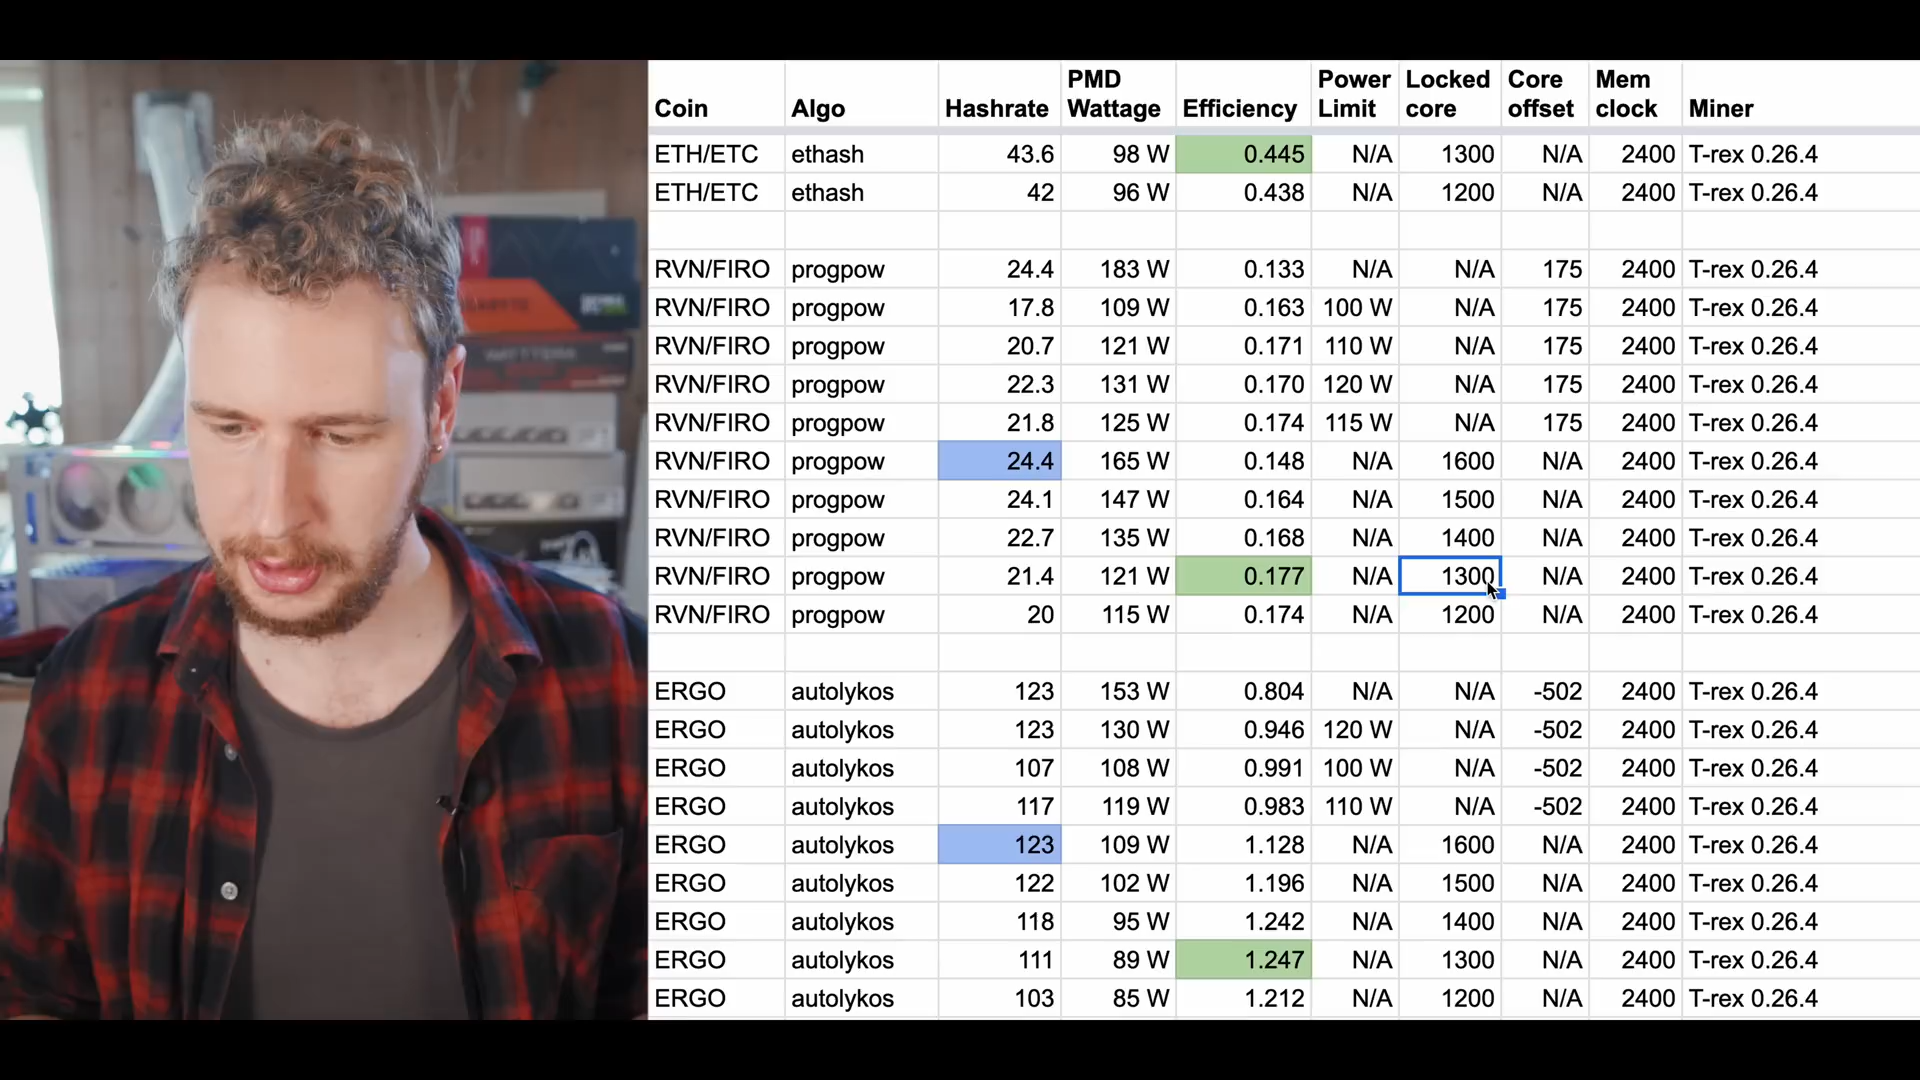 Coin Algo Hashrate PMD Wattage Efficiency Power Limit Locked core Core offset Mem clock Miner
ETH/ETC ethash 43.6 98 W 0.445 N/A 1300 N/A 2400 T-rex 0.26.4
ETH/ETC ethash 42 96 W 0.438 N/A 1200 N/A 2400 T-rex 0.26.4
RVN/FIRO progpow 24.4 183 W 0.133 N/A N/A 175 2400 T-rex 0.26.4
RVN/FIRO progpow 17.8 109 W 0.163 100 W N/A 175 2400 T-rex 0.26.4
RVN/FIRO progpow 20.7 121 W 0.171 110 W N/A 175 2400 T-rex 0.26.4
RVN/FIRO progpow 22.3 131 W 0.170 120 W N/A 175 2400 T-rex 0.26.4
RVN/FIRO progpow 21.8 125 W 0.174 115 W N/A 175 2400 T-rex 0.26.4
RVN/FIRO progpow 24.4 165 W 0.148 N/A 1600 N/A 2400 T-rex 0.26.4
RVN/FIRO progpow 24.1 147 W 0.164 N/A 1500 N/A 2400 T-rex 0.26.4
RVN/FIRO progpow 22.7 135 W 0.168 N/A 1400 N/A 2400 T-rex 0.26.4
RVN/FIRO progpow 21.4 121 W 0.177 N/A 1300 N/A 2400 T-rex 0.26.4
RVN/FIRO progpow 20 115 W 0.174 N/A 1200 N/A 2400 T-rex 0.26.4
ERGO autolykos 123 153 W 0.804 N/A N/A -502 2400 T-rex 0.26.4
ERGO autolykos 123 130 W 0.946 120 W N/A -502 2400 T-rex 0.26.4
ERGO autolykos 107 108 W 0.991 100 W N/A -502 2400 T-rex 0.26.4
ERGO autolykos 117 119 W 0.983 110 W N/A -502 2400 T-rex 0.26.4
ERGO autolykos 123 109 W 1.128 N/A 1600 N/A 2400 T-rex 0.26.4
ERGO autolykos 122 102 W 1.196 N/A 1500 N/A 2400 T-rex 0.26.4
ERGO autolykos 118 95 W 1.242 N/A 1400 N/A 2400 T-rex 0.26.4
ERGO autolykos 111 89 W 1.247 N/A 1300 N/A 2400 T-rex 0.26.4
ERGO autolykos 103 85 W 1.212 N/A 1200 N/A 2400 T-rex 0.26.4